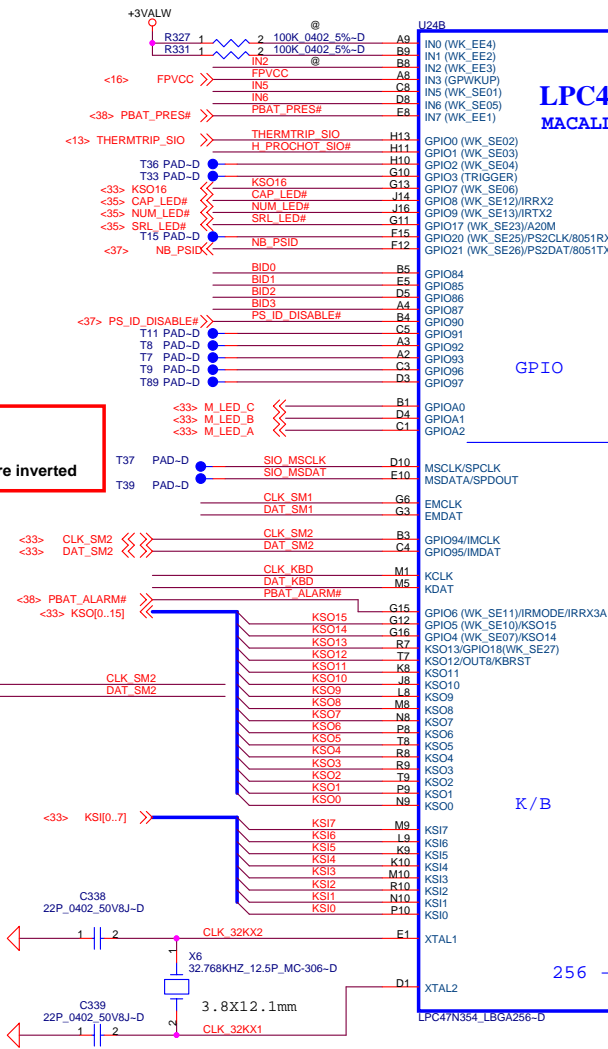 +3VALW
@
U24B
R327 1 2 100K_0402_5%~D A9 IN0 (WK_EE4)
R331 1 2 100K_0402_5%~D B9 IN1 (WK_EE2)
IN2 @ B8 IN2 (WK_EE3)
<16> FPVCC FPVCC A8 IN3 (GPWKUP)
IN5 C8 IN5 (WK_SE01)
IN6 D8 IN6 (WK_SE05)
<38> PBAT_PRES# PBAT_PRES# E8 IN7 (WK_EE1)
LPC4
MACALI
<13> THERMTRIP_SIO THERMTRIP_SIO H13 GPIO0 (WK_SE02)
H_PROCHOT_SIO# H11 GPIO1 (WK_SE03)
T36 PAD~D H10 GPIO2 (WK_SE04)
T33 PAD~D G10 GPIO3 (TRIGGER)
<33> KSO16 KSO16 G13 GPIO7 (WK_SE06)
<35> CAP_LED# CAP_LED# J14 GPIO8 (WK_SE12)/IRRX2
<35> NUM_LED# NUM_LED# J16 GPIO9 (WK_SE13)/IRTX2
<35> SRL_LED# SRL_LED# G11 GPIO17 (WK_SE23)/A20M
T15 PAD~D F15 GPIO20 (WK_SE25)/PS2CLK/8051RX
<37> NB_PSID NB_PSID F12 GPIO21 (WK_SE26)/PS2DAT/8051TX
BID0 B5 GPIO84
BID1 E5 GPIO85
BID2 D5 GPIO86
BID3 A4 GPIO87
<37> PS_ID_DISABLE# PS_ID_DISABLE# B4 GPIO90
T11 PAD~D C5 GPIO91
T8 PAD~D A3 GPIO92
T7 PAD~D A2 GPIO93
T9 PAD~D C3 GPIO96
T89 PAD~D D3 GPIO97
GPIO
<33> M_LED_C B1 GPIOA0
<33> M_LED_B D4 GPIOA1
<33> M_LED_A C1 GPIOA2
re inverted
T37 PAD~D SIO_MSCLK D10 MSCLK/SPCLK
T39 PAD~D SIO_MSDAT E10 MSDATA/SPDOUT
CLK_SM1 G6 EMCLK
DAT_SM1 G3 EMDAT
<33> CLK_SM2 CLK_SM2 B3 GPIO94/IMCLK
<33> DAT_SM2 DAT_SM2 C4 GPIO95/IMDAT
CLK_KBD M1 KCLK
DAT_KBD M5 KDAT
<38> PBAT_ALARM# PBAT_ALARM# G15 GPIO6 (WK_SE11)/IRMODE/IRRX3A
<33> KSO[0..15] KSO15 G12 GPIO5 (WK_SE10)/KSO15
KSO14 G16 GPIO4 (WK_SE07)/KSO14
KSO13 R7 KSO13/GPIO18(WK_SE27)
KSO12 T7 KSO12/OUT8/KBRST
KSO11 K8 KSO11
CLK_SM2 KSO10 J8 KSO10
DAT_SM2 KSO9 L8 KSO9
KSO8 M8 KSO8
KSO7 N8 KSO7
KSO6 P8 KSO6
KSO5 T8 KSO5
KSO4 R8 KSO4
KSO3 R9 KSO3
KSO2 T9 KSO2
KSO1 P9 KSO1
KSO0 N9 KSO0
K/B
<33> KSI[0..7] KSI7 M9 KSI7
KSI6 L9 KSI6
KSI5 K9 KSI5
KSI4 K10 KSI4
KSI3 M10 KSI3
KSI2 R10 KSI2
KSI1 N10 KSI1
KSI0 P10 KSI0
C338
22P_0402_50V8J~D
1 2 CLK_32KX2 E1 XTAL1
1
X6
32.768KHZ_12.5P_MC-306~D
256 -
D1 XTAL2
3.8X12.1mm
C339
22P_0402_50V8J~D
2
1 2 CLK_32KX1
LPC47N354_LBGA256~D